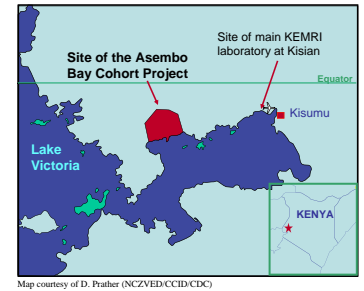 Site of main KEMRI
laboratory at Kisian
Site of the Asembo
Bay Cohort Project
Equator
Kisumu
Lake
Victoria
KENYA
Map courtesy of D. Prather (NCZVED/CCID/CDC)